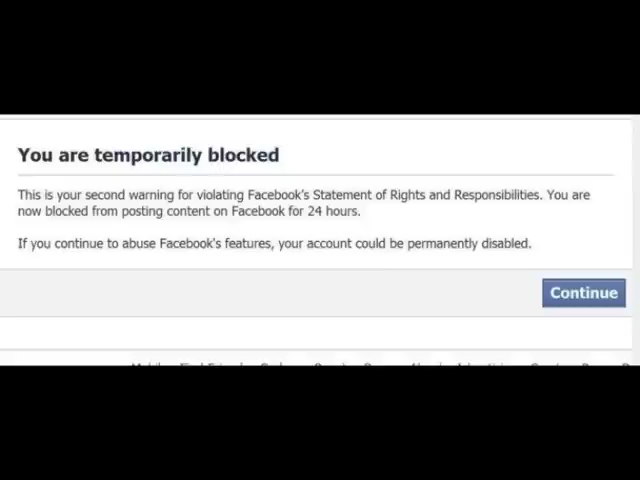 You are temporarily blocked
This is your second warning for violating Facebook's Statement of Rights and Responsibilities. You are
now blocked from posting content on Facebook for 24 hours.
If you continue to abuse Facebook's features, your account could be permanently disabled.
Continue